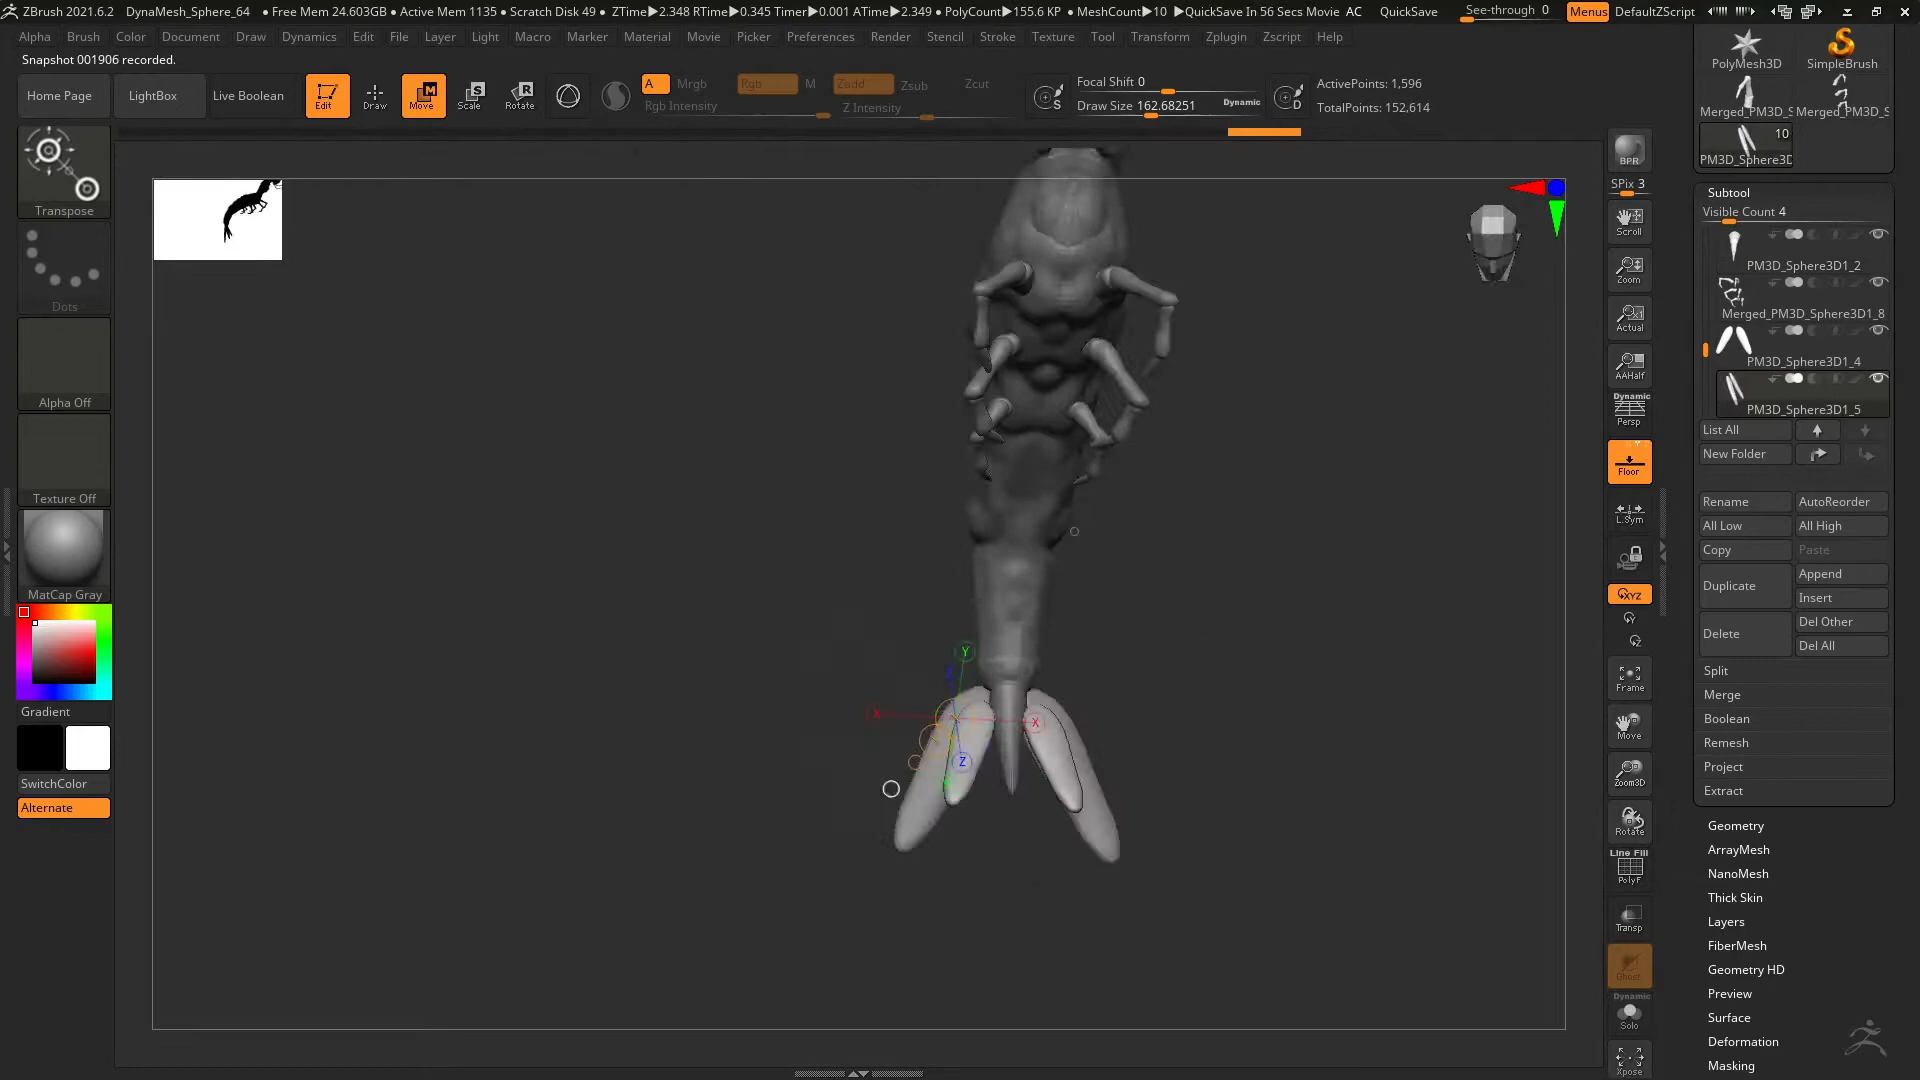 ZBrush 2021.6.2 DynaMesh_Sphere_64 • Free Mem 24.603GB • Active Mem 1135 • Scratch Disk 49 • ZTime▶2.348 RTime▶0.345 Timer▶0.001 ATime▶2.349 • PolyCount▶155.6 KP • MeshCount▶10 ▶QuickSave In 56 Secs Movie AC QuickSave See-through 0 Menus DefaultZScript
Alpha Brush Color Document Draw Dynamics Edit File Layer Light Macro Marker Material Movie Picker Preferences Render Stencil Stroke Texture Tool Transform Zplugin Zscript Help
Snapshot 001906 recorded.
Home Page LightBox Live Boolean Edit Draw Move Scale Rotate
A Mrgb Rgb M Zadd Zsub Zcut
Rgb Intensity Z Intensity
Focal Shift 0
Draw Size 162.68251 Dynamic
ActivePoints: 1,596
TotalPoints: 152,614
Transpose
Dots
Alpha Off
Texture Off
MatCap Gray
Gradient
SwitchColor
Alternate
Y
X
X
Z
BPR
SPix 3
Scroll
Zoom
Actual
AAHalf
Dynamic
Persp
Floor
L.Sym
XYZ
Frame
Move
Zoom3D
Rotate
Line Fill
PolyF
Transp
Ghost
Dynamic
Solo
Xpose
PolyMesh3D SimpleBrush
Merged_PM3D_S Merged_PM3D_S
10
PM3D_Sphere3D
Subtool
Visible Count 4
PM3D_Sphere3D1_2
Merged_PM3D_Sphere3D1_8
PM3D_Sphere3D1_4
PM3D_Sphere3D1_5
List All
New Folder
Rename AutoReorder
All Low All High
Copy Paste
Duplicate Append
Insert
Delete Del Other
Del All
Split
Merge
Boolean
Remesh
Project
Extract
Geometry
ArrayMesh
NanoMesh
Thick Skin
Layers
FiberMesh
Geometry HD
Preview
Surface
Deformation
Masking